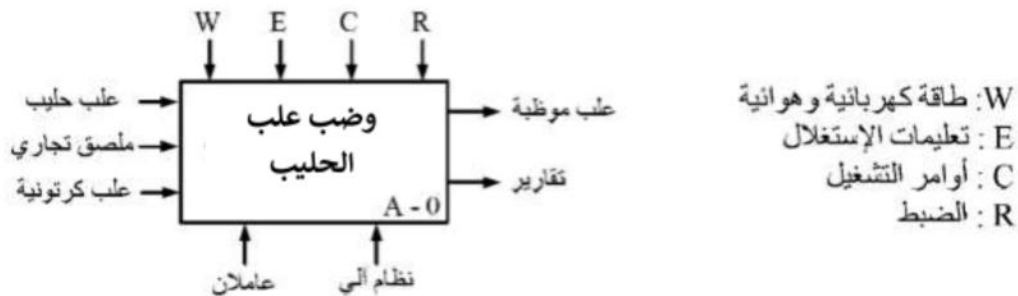 W E C R
علب حليب
ملصق تجاري
علب كرتونية
وضب علب
الحليب
A - 0
علب موظبة
تقارير
عاملان
نظام آلي
W: طاقة كهربائية وهوائية
E : تعليمات الإستغلال
C : أوامر التشغيل
R : الضبط